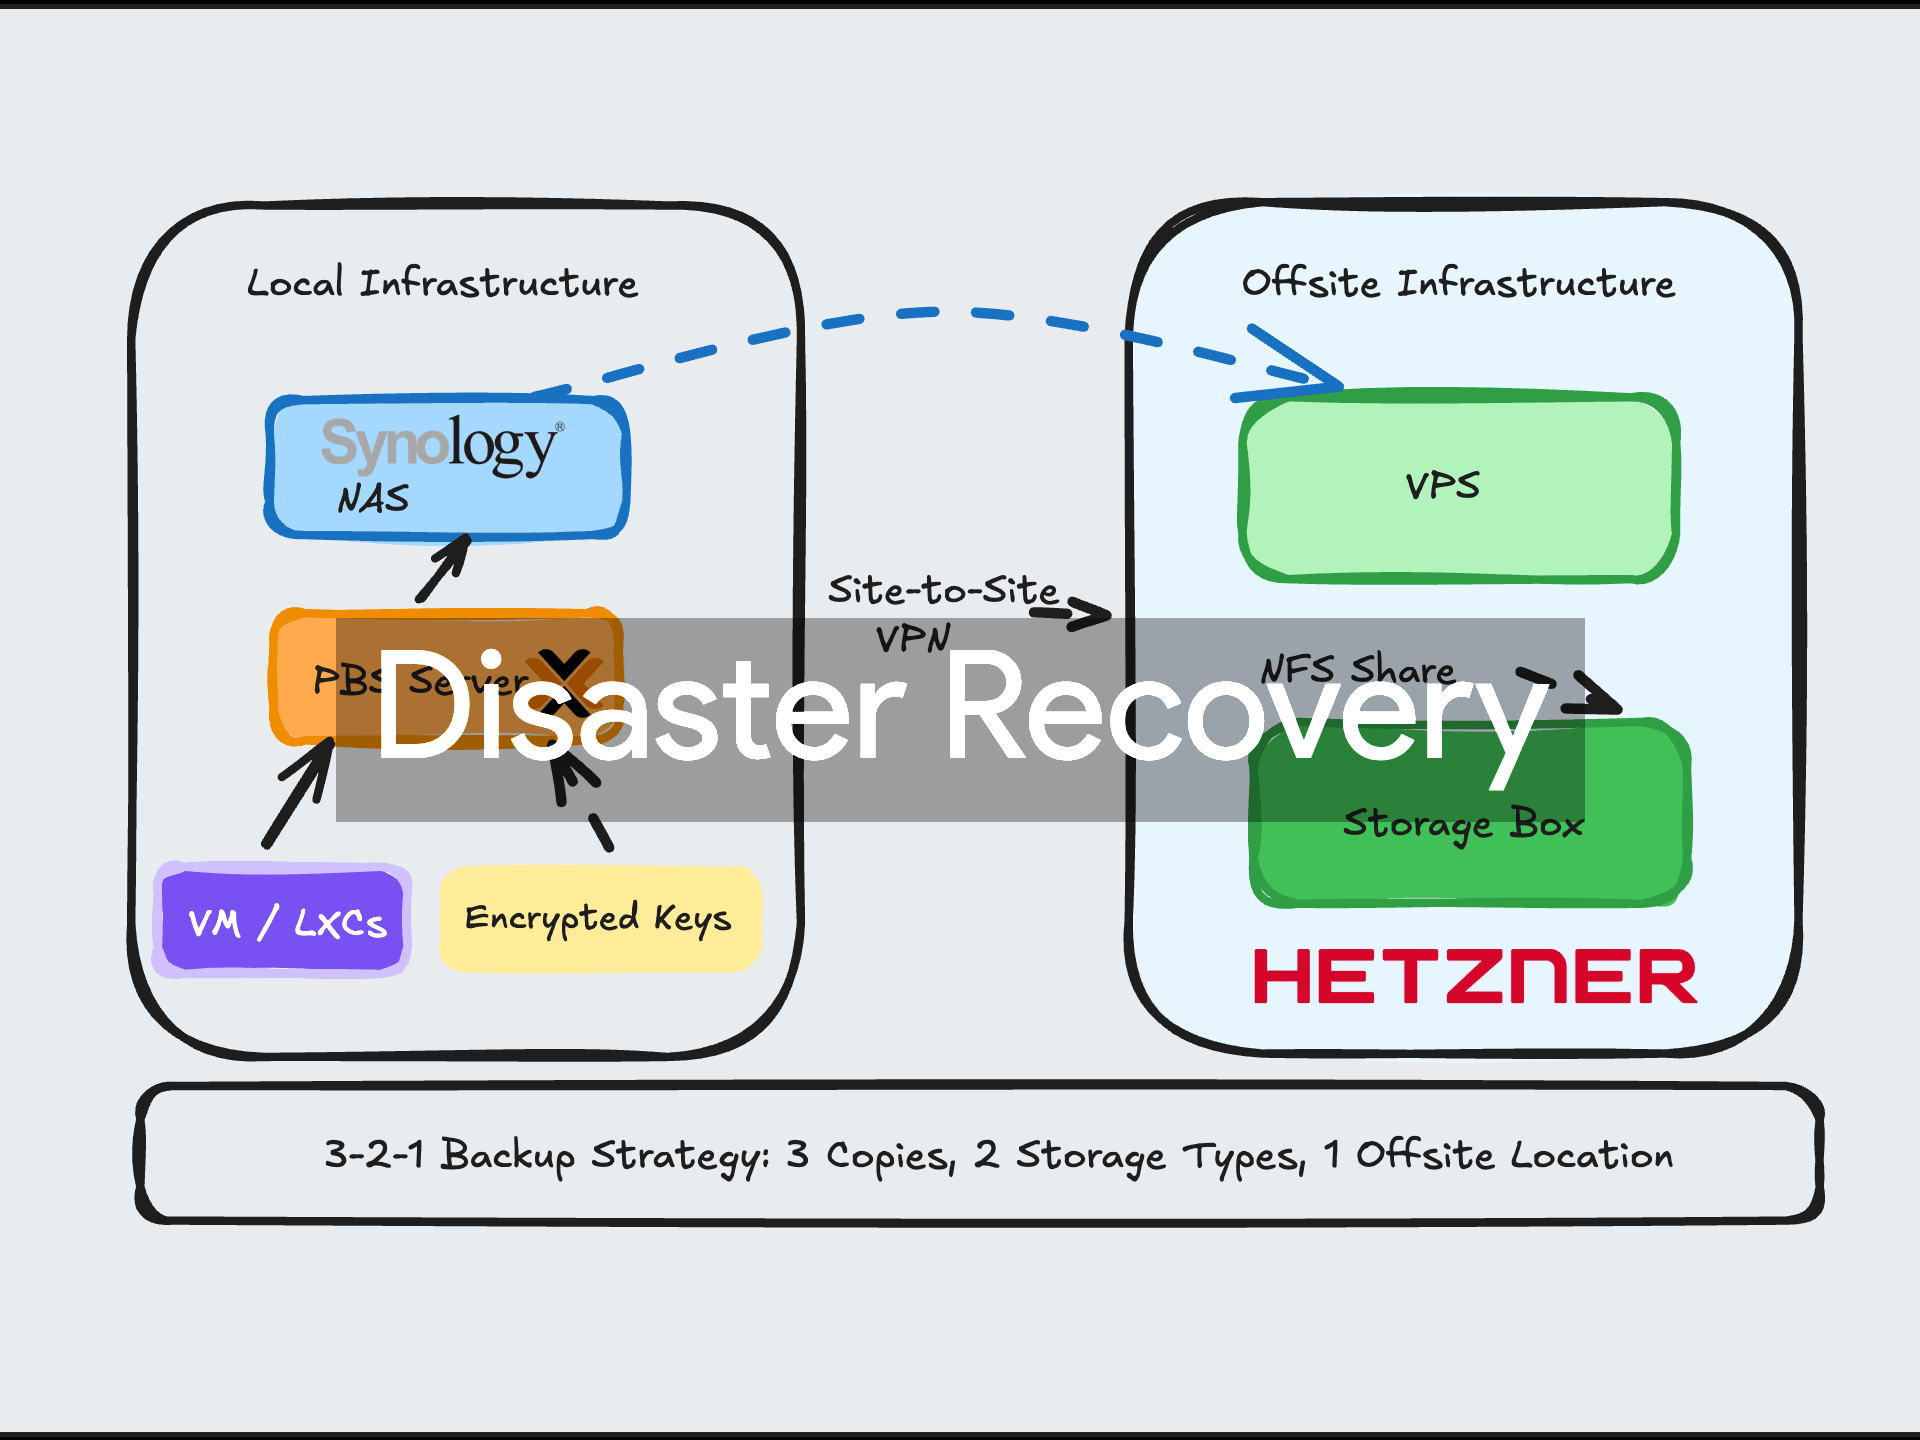 Local Infrastructure
Synology®
NAS
PBS Server
VM / LXCs
Encrypted Keys
Site-to-Site
VPN
Offsite Infrastructure
VPS
NFS Share
Storage Box
HETZNER
Disaster Recovery
3-2-1 Backup Strategy: 3 Copies, 2 Storage Types, 1 Offsite Location